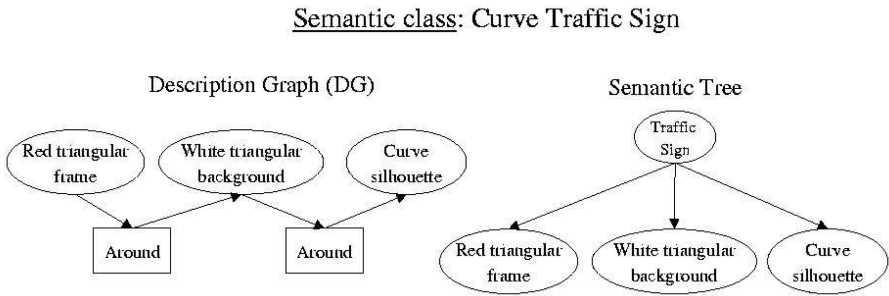 Semantic class: Curve Traffic Sign
Description Graph (DG)
Red triangular
frame
White triangular
background
Curve
silhouette
Around
Around
Semantic Tree
Traffic
Sign
Red triangular
frame
White triangular
background
Curve
silhouette